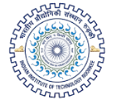 भारतीय प्रौद्योगिकी संस्थान रुड़की
INDIAN INSTITUTE OF TECHNOLOGY ROORKEE